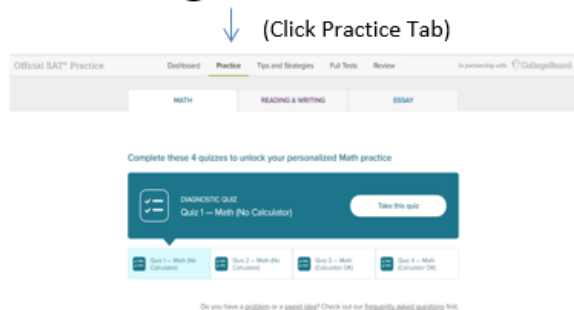 (Click Practice Tab)
Official SAT® Practice Dashboard Practice Tips and Strategies Full Tests Review In partnership with CollegeBoard
MATH READING & WRITING ESSAY
Complete these 4 quizzes to unlock your personalized Math practice
DIAGNOSTIC QUIZ
Quiz 1 — Math (No Calculator)
Take this quiz
Quiz 1 — Math (No Calculator)
Quiz 2 — Math (No Calculator)
Quiz 3 — Math (Calculator OK)
Quiz 4 — Math (Calculator OK)
Do you have a problem or a sweet idea? Check out our frequently asked questions first.